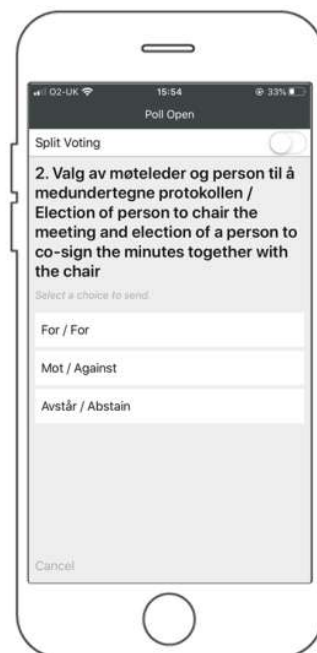 O2-UK 15:54 33%
Poll Open
Split Voting
2. Valg av møteleder og person til å
medundertegne protokollen /
Election of person to chair the
meeting and election of a person to
co-sign the minutes together with
the chair
Select a choice to send.
For / For
Mot / Against
Avstår / Abstain
Cancel